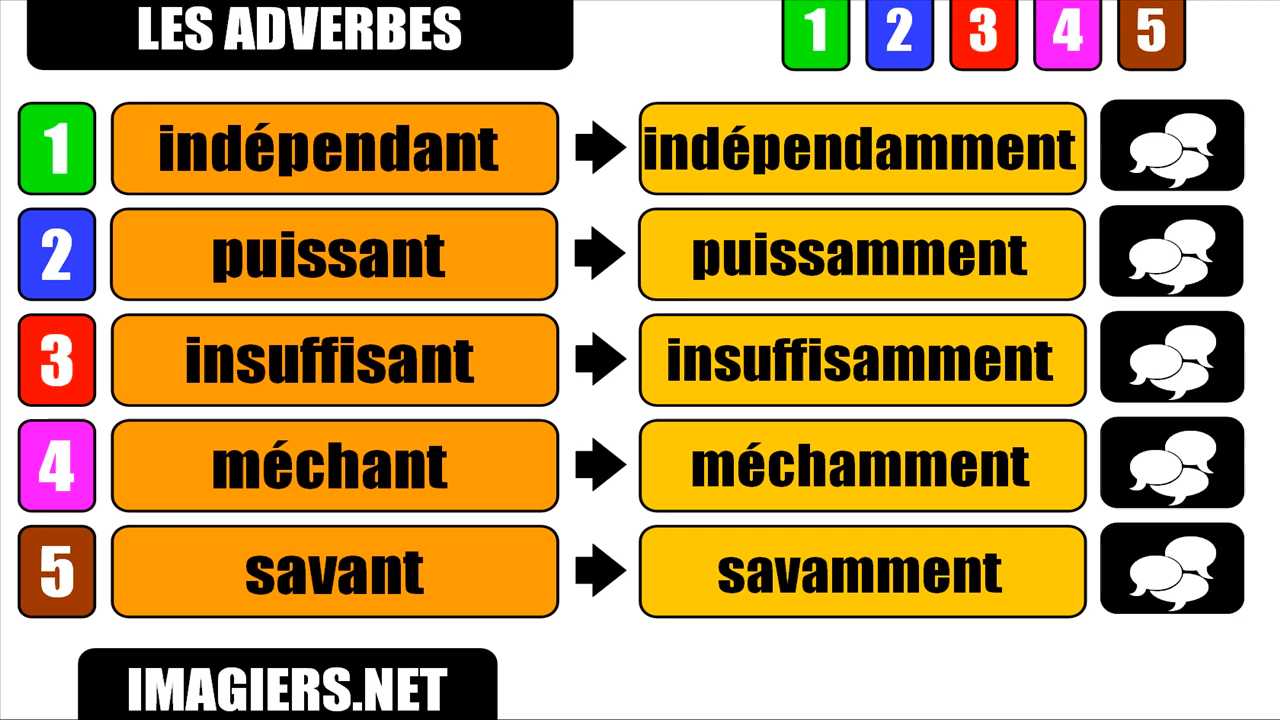 LES ADVERBES
1 2 3 4 5
1 indépendant indépendamment
2 puissant puissamment
3 insuffisant insuffisamment
4 méchant méchamment
5 savant savamment
IMAGIERS.NET